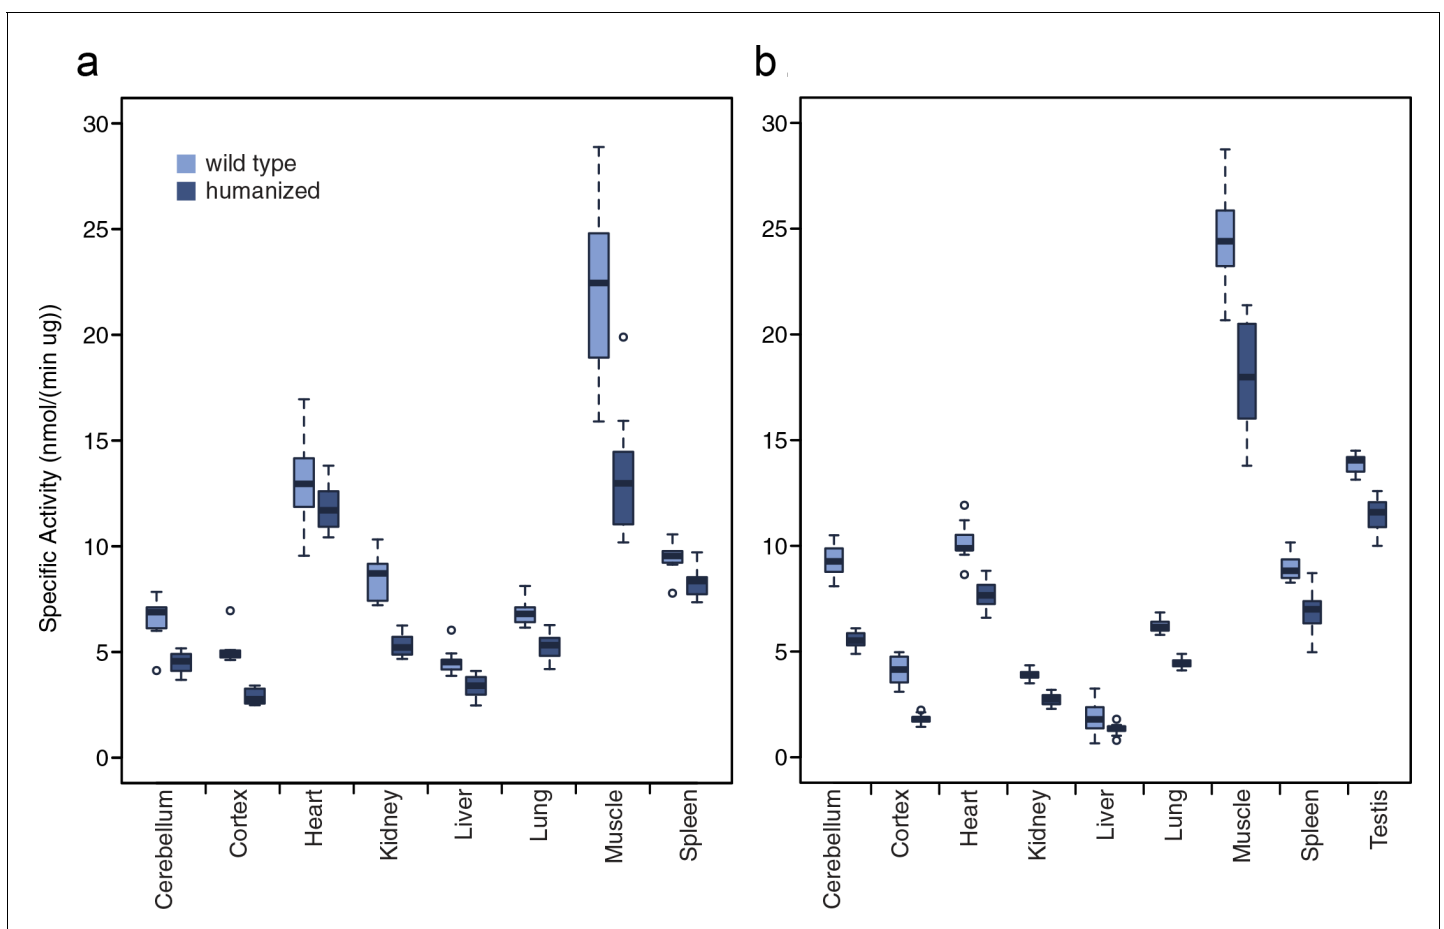 a
30
25
20
15
10
5
0
wild type
humanized
Specific Activity (nmol/(min ug))
Cerebellum
Cortex
Heart
Kidney
Liver
Lung
Muscle
Spleen
b
30
25
20
15
10
5
0
Cerebellum
Cortex
Heart
Kidney
Liver
Lung
Muscle
Spleen
Testis